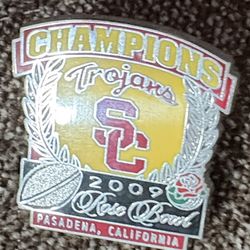 CHAMPIONS
Trojans
SC
2009
Rose Bowl
PASADENA, CALIFORNIA